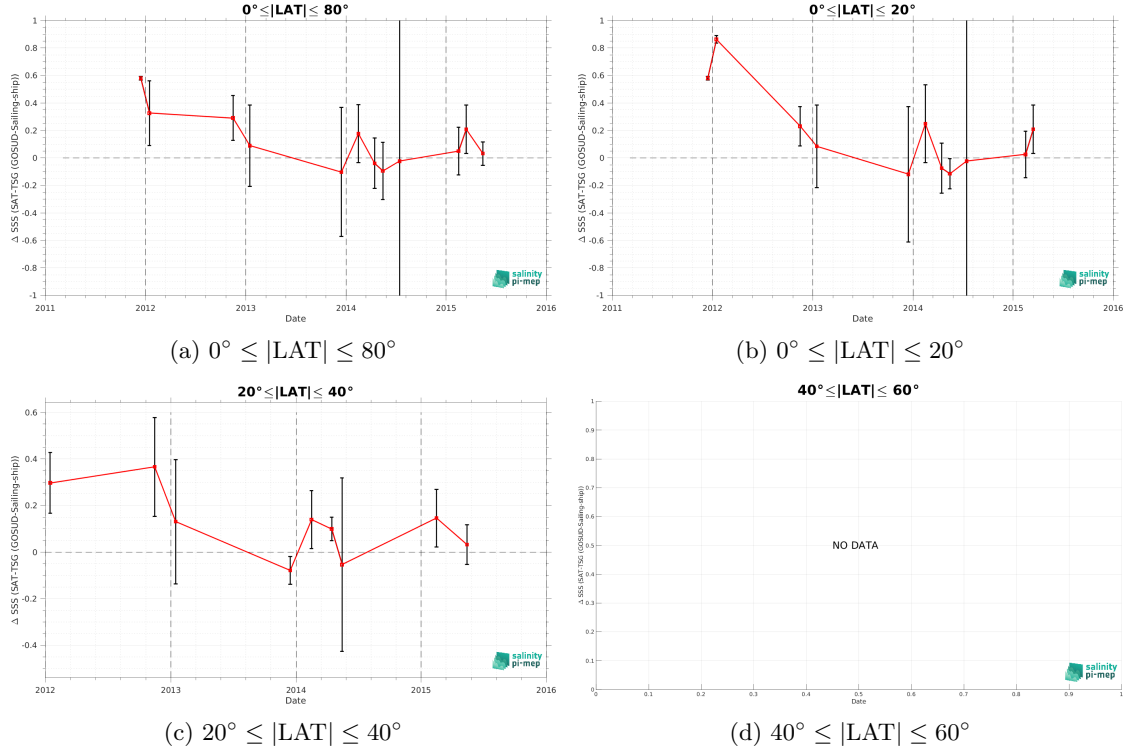 0°≤|LAT|≤ 80°
Δ SSS (SAT-TSG (GOSUD-Sailing-ship))
1
0.8
0.6
0.4
0.2
0
-0.2
-0.4
-0.6
-0.8
-1
2011 2012 2013 2014 2015 2016
Date
salinity
pi-mep
(a) 0° ≤ |LAT| ≤ 80°
0°≤|LAT|≤ 20°
Δ SSS (SAT-TSG (GOSUD-Sailing-ship))
1
0.8
0.6
0.4
0.2
0
-0.2
-0.4
-0.6
-0.8
-1
2011 2012 2013 2014 2015 2016
Date
salinity
pi-mep
(b) 0° ≤ |LAT| ≤ 20°
20°≤|LAT|≤ 40°
Δ SSS (SAT-TSG (GOSUD-Sailing-ship))
0.6
0.4
0.2
0
-0.2
-0.4
2012 2013 2014 2015 2016
Date
salinity
pi-mep
(c) 20° ≤ |LAT| ≤ 40°
40°≤|LAT|≤ 60°
Δ SSS (SAT-TSG (GOSUD-Sailing-ship))
1
0.9
0.8
0.7
0.6
0.5
0.4
0.3
0.2
0.1
0
NO DATA
0 0.1 0.2 0.3 0.4 0.5 0.6 0.7 0.8 0.9 1
Date
salinity
pi-mep
(d) 40° ≤ |LAT| ≤ 60°